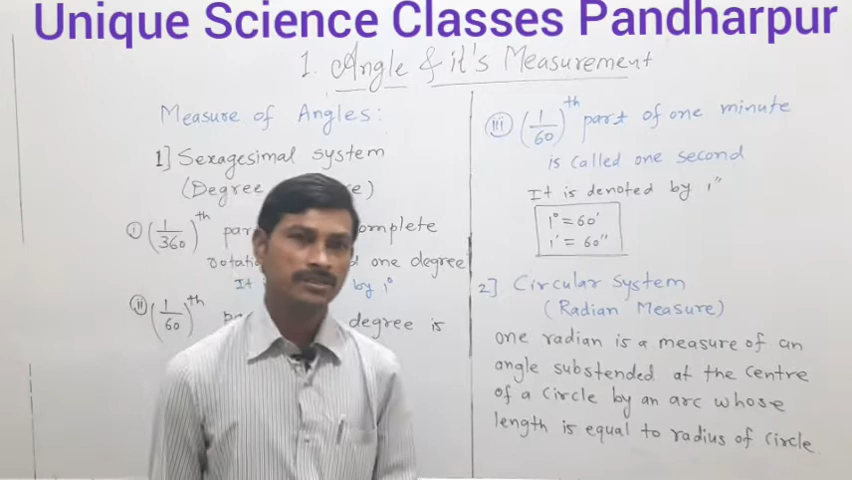 Unique Science Classes Pandharpur
1. Angle & it's Measurement
Measure of Angles:
1] Sexagesimal system
(Degree e)
(i) (1/360)th par omplete
rotati d one degree
It by 1°
(ii) (1/60)th degree is
(iii) (1/60)th part of one minute
is called one second
It is denoted by 1"
1° = 60'
1' = 60"
2] Circular System
(Radian Measure)
one radian is a measure of an
angle substended at the centre
of a circle by an arc whose
length is equal to radius of circle.